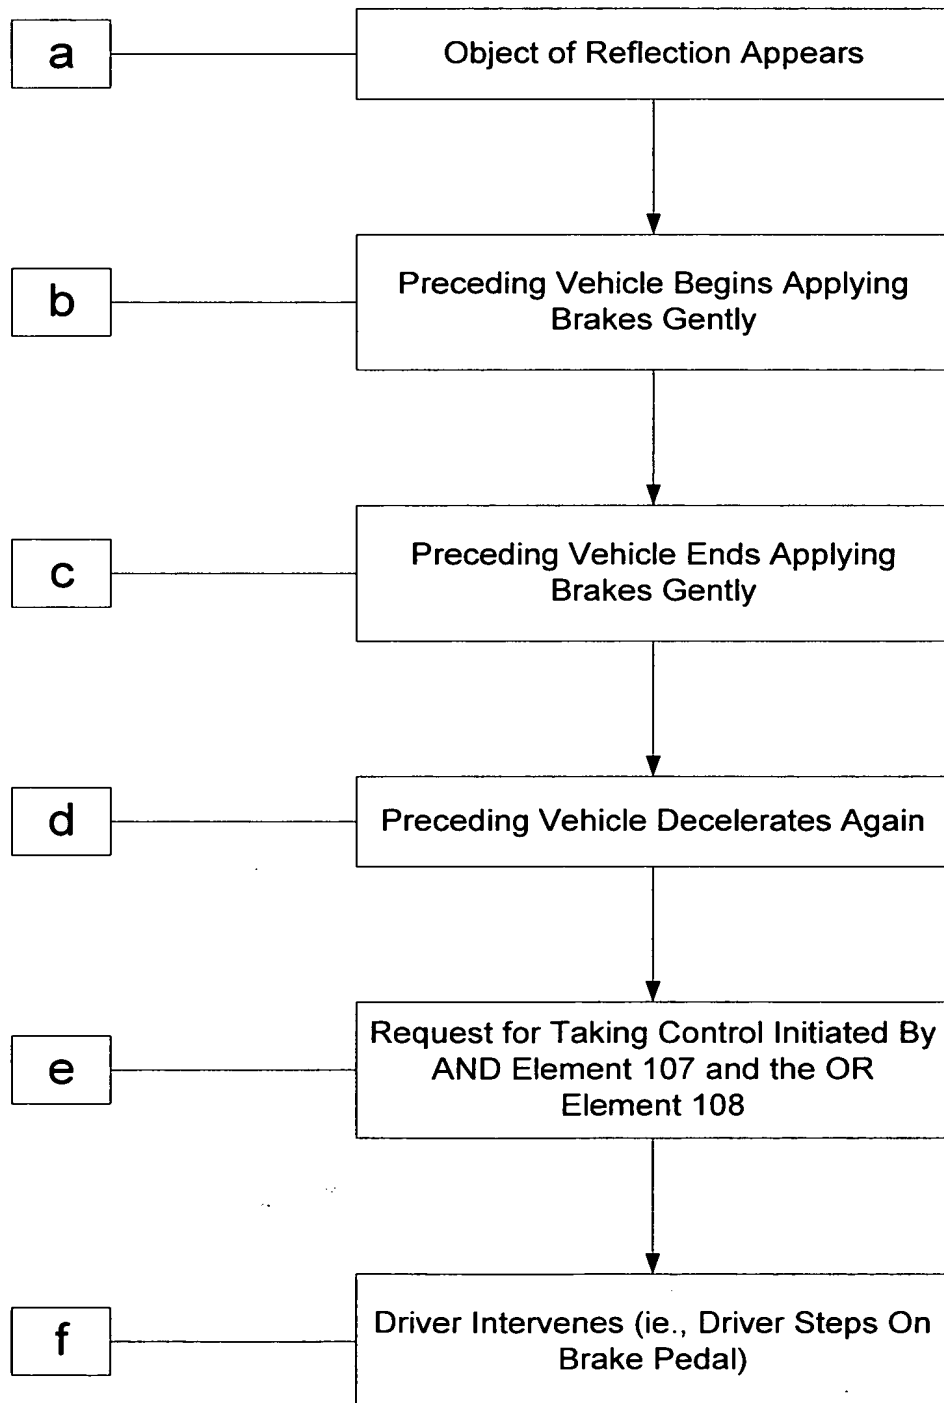 a
Object of Reflection Appears
b
Preceding Vehicle Begins Applying
Brakes Gently
c
Preceding Vehicle Ends Applying
Brakes Gently
d
Preceding Vehicle Decelerates Again
e
Request for Taking Control Initiated By
AND Element 107 and the OR
Element 108
f
Driver Intervenes (ie., Driver Steps On
Brake Pedal)